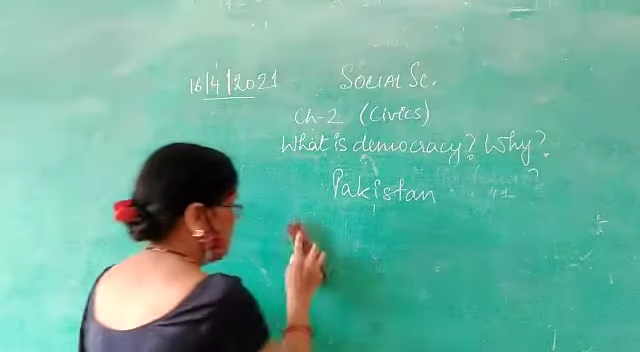 16|4|2021 Social Sc.
Ch-2 (Civics)
What is democracy? Why?
Pakistan ?